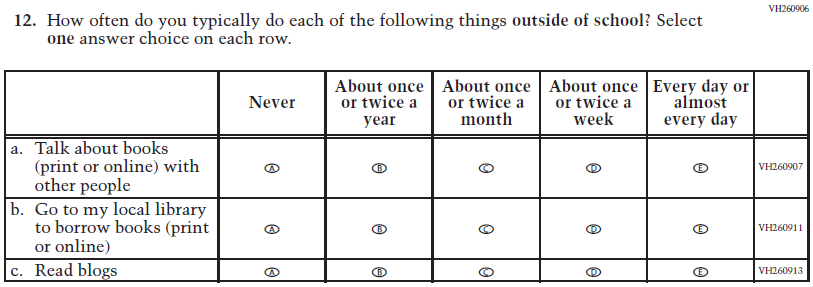 VH260906
12. How often do you typically do each of the following things outside of school? Select
one answer choice on each row.
Never
About once
or twice a
year
About once
or twice a
month
About once
or twice a
week
Every day or
almost
every day
a. Talk about books
(print or online) with
other people
A B C D E VH260907
b. Go to my local library
to borrow books (print
or online)
A B C D E VH260911
c. Read blogs A B C D E VH260913